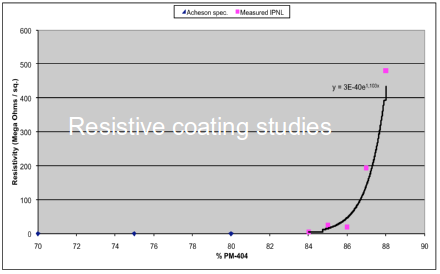 Acheson spec. Measured IPNL
600
500
400
300
200
100
0
Resistivity (Mega Ohms / sq.)
y = 3E-40e^1.103x
Resistive coating studies
70 72 74 76 78 80 82 84 86 88 90
% PM-404